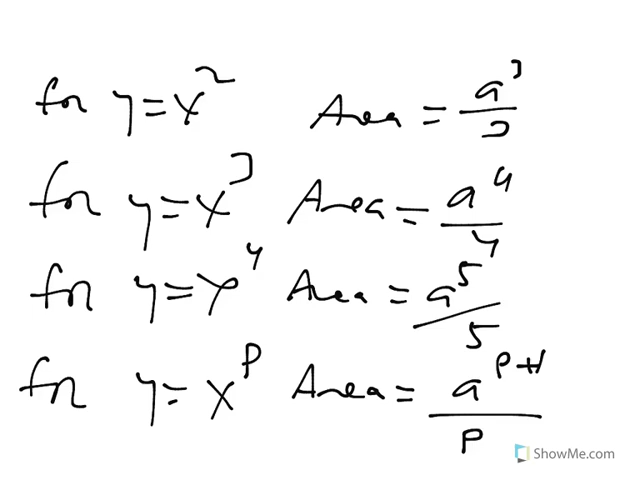 for y = x^2 Area = a^3/3
for y = x^3 Area = a^4/4
for y = x^4 Area = a^5/5
for y = x^p Area = a^{p+1}/p
ShowMe.com